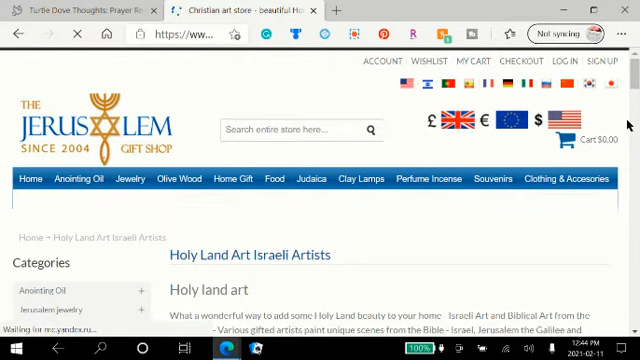 Turtle Dove Thoughts: Prayer Re
Christian art store - beautiful Ho
https://ww...
Not syncing
ACCOUNT WISHLIST MY CART CHECKOUT LOG IN SIGN UP
THE
JERUSALEM
SINCE 2004 GIFT SHOP
Search entire store here...
£ € $
Cart $0.00
Home Anointing Oil Jewelry Olive Wood Home Gift Food Judaica Clay Lamps Perfume Incense Souvenirs Clothing & Accesories
Home → Holy Land Art Israeli Artists
Categories
Anointing Oil +
Jerusalem jewelry +
Holy Land Art Israeli Artists
Holy land art
What a wonderful way to add some Holy Land beauty to your home - Israeli Art and Biblical Art from the
- Various gifted artists paint unique scenes from the Bible - Israel, Jerusalem the Galilee and
Waiting for mc.yandex.ru...
100%
12:44 PM
2021-02-11